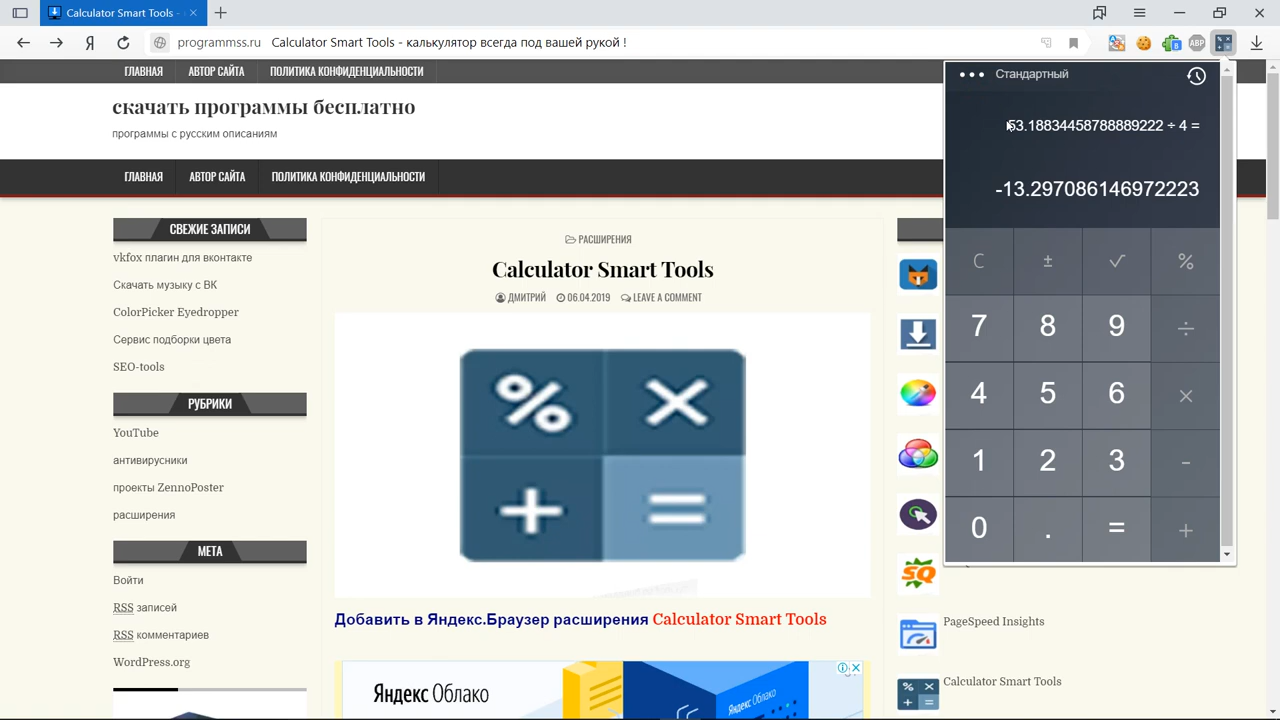 Calculator Smart Tools -
programmss.ru Calculator Smart Tools - калькулятор всегда под вашей рукой !
ABP
ГЛАВНАЯ АВТОР САЙТА ПОЛИТИКА КОНФИДЕНЦИАЛЬНОСТИ
скачать программы бесплатно
программы с русским описаниям
ГЛАВНАЯ АВТОР САЙТА ПОЛИТИКА КОНФИДЕНЦИАЛЬНОСТИ
СВЕЖИЕ ЗАПИСИ
vkfox плагин для вконтакте
Скачать музыку с ВК
ColorPicker Eyedropper
Сервис подборки цвета
SEO-tools
РУБРИКИ
YouTube
антивирусники
проекты ZennoPoster
расширения
МЕТА
Войти
RSS записей
RSS комментариев
WordPress.org
РАСШИРЕНИЯ
Calculator Smart Tools
ДМИТРИЙ 06.04.2019 LEAVE A COMMENT
% ×
+ =
Добавить в Яндекс.Браузер расширения Calculator Smart Tools
Яндекс Облако
Яндекс Облако
Стандартный
53.18834458788889222 ÷ 4 =
-13.297086146972223
C ± √ %
7 8 9 ÷
4 5 6 ×
1 2 3 -
0 . = +
SQ
PageSpeed Insights
Calculator Smart Tools